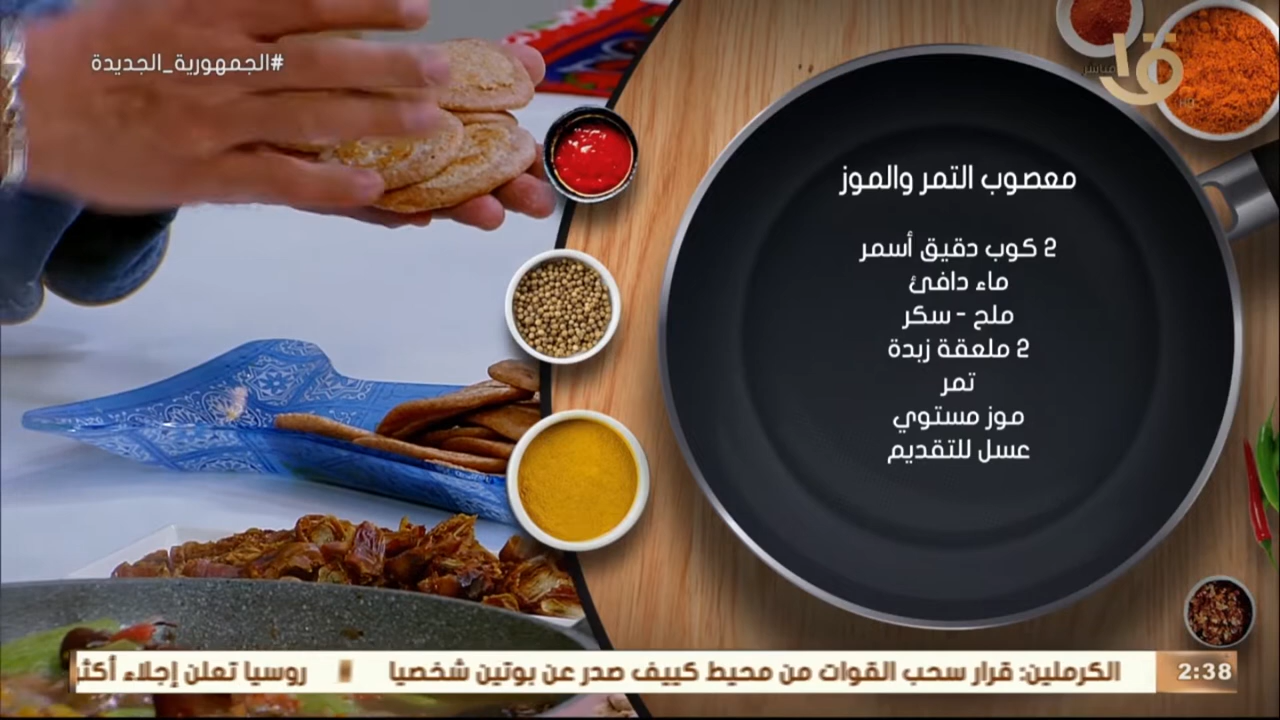 #الجمهورية_الجديدة
مباشر
معصوب التمر والموز
2 كوب دقيق أسمر
ماء دافئ
ملح - سكر
2 ملعقة زبدة
تمر
موز مستوي
عسل للتقديم
2:38
الكرملين: قرار سحب القوات من محيط كييف صدر عن بوتين شخصيا
روسيا تعلن إجلاء